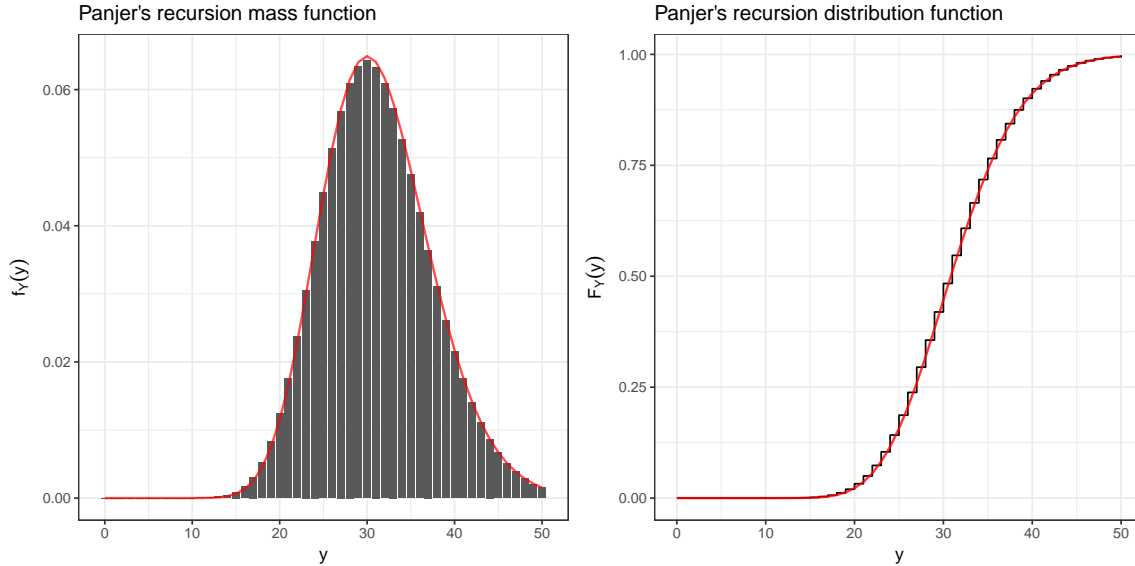 Panjer's recursion mass function
0.06
0.04
0.02
0.00
f_Y(y)
0 10 20 30 40 50
y
Panjer's recursion distribution function
1.00
0.75
0.50
0.25
0.00
F_Y(y)
0 10 20 30 40 50
y